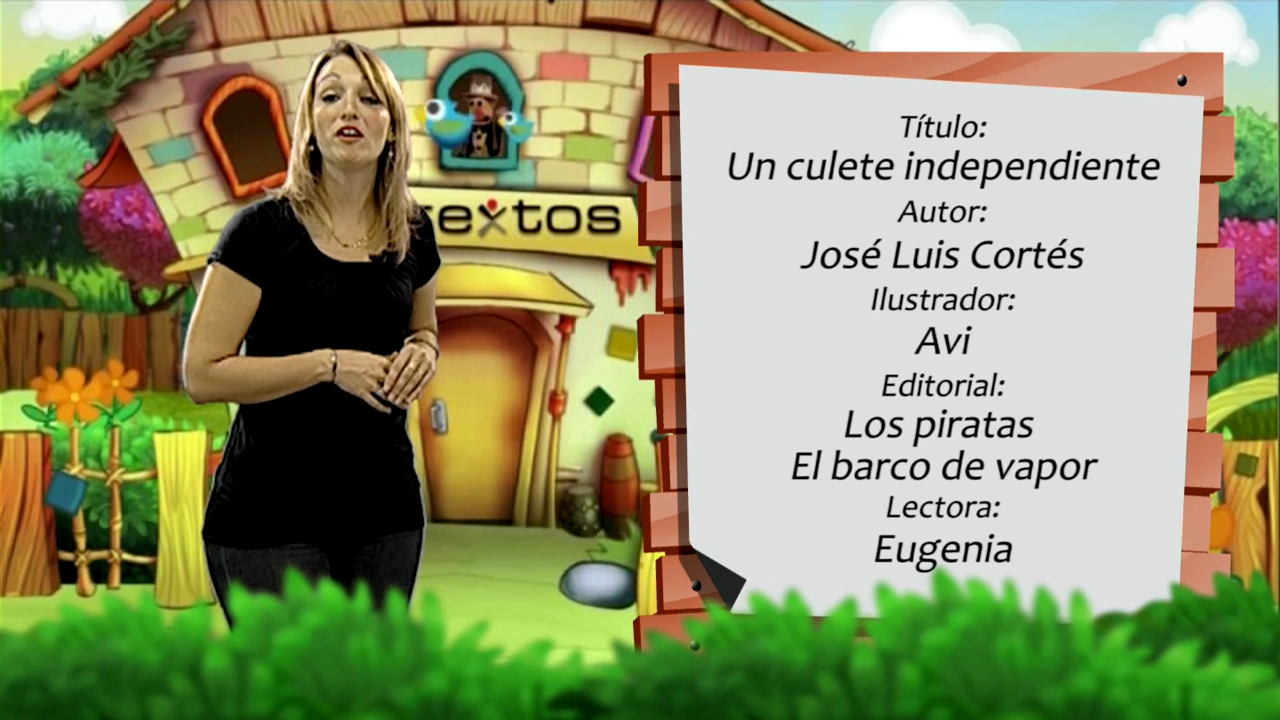 textos
Título:
Un culete independiente
Autor:
José Luis Cortés
Ilustrador:
Avi
Editorial:
Los piratas
El barco de vapor
Lectora:
Eugenia